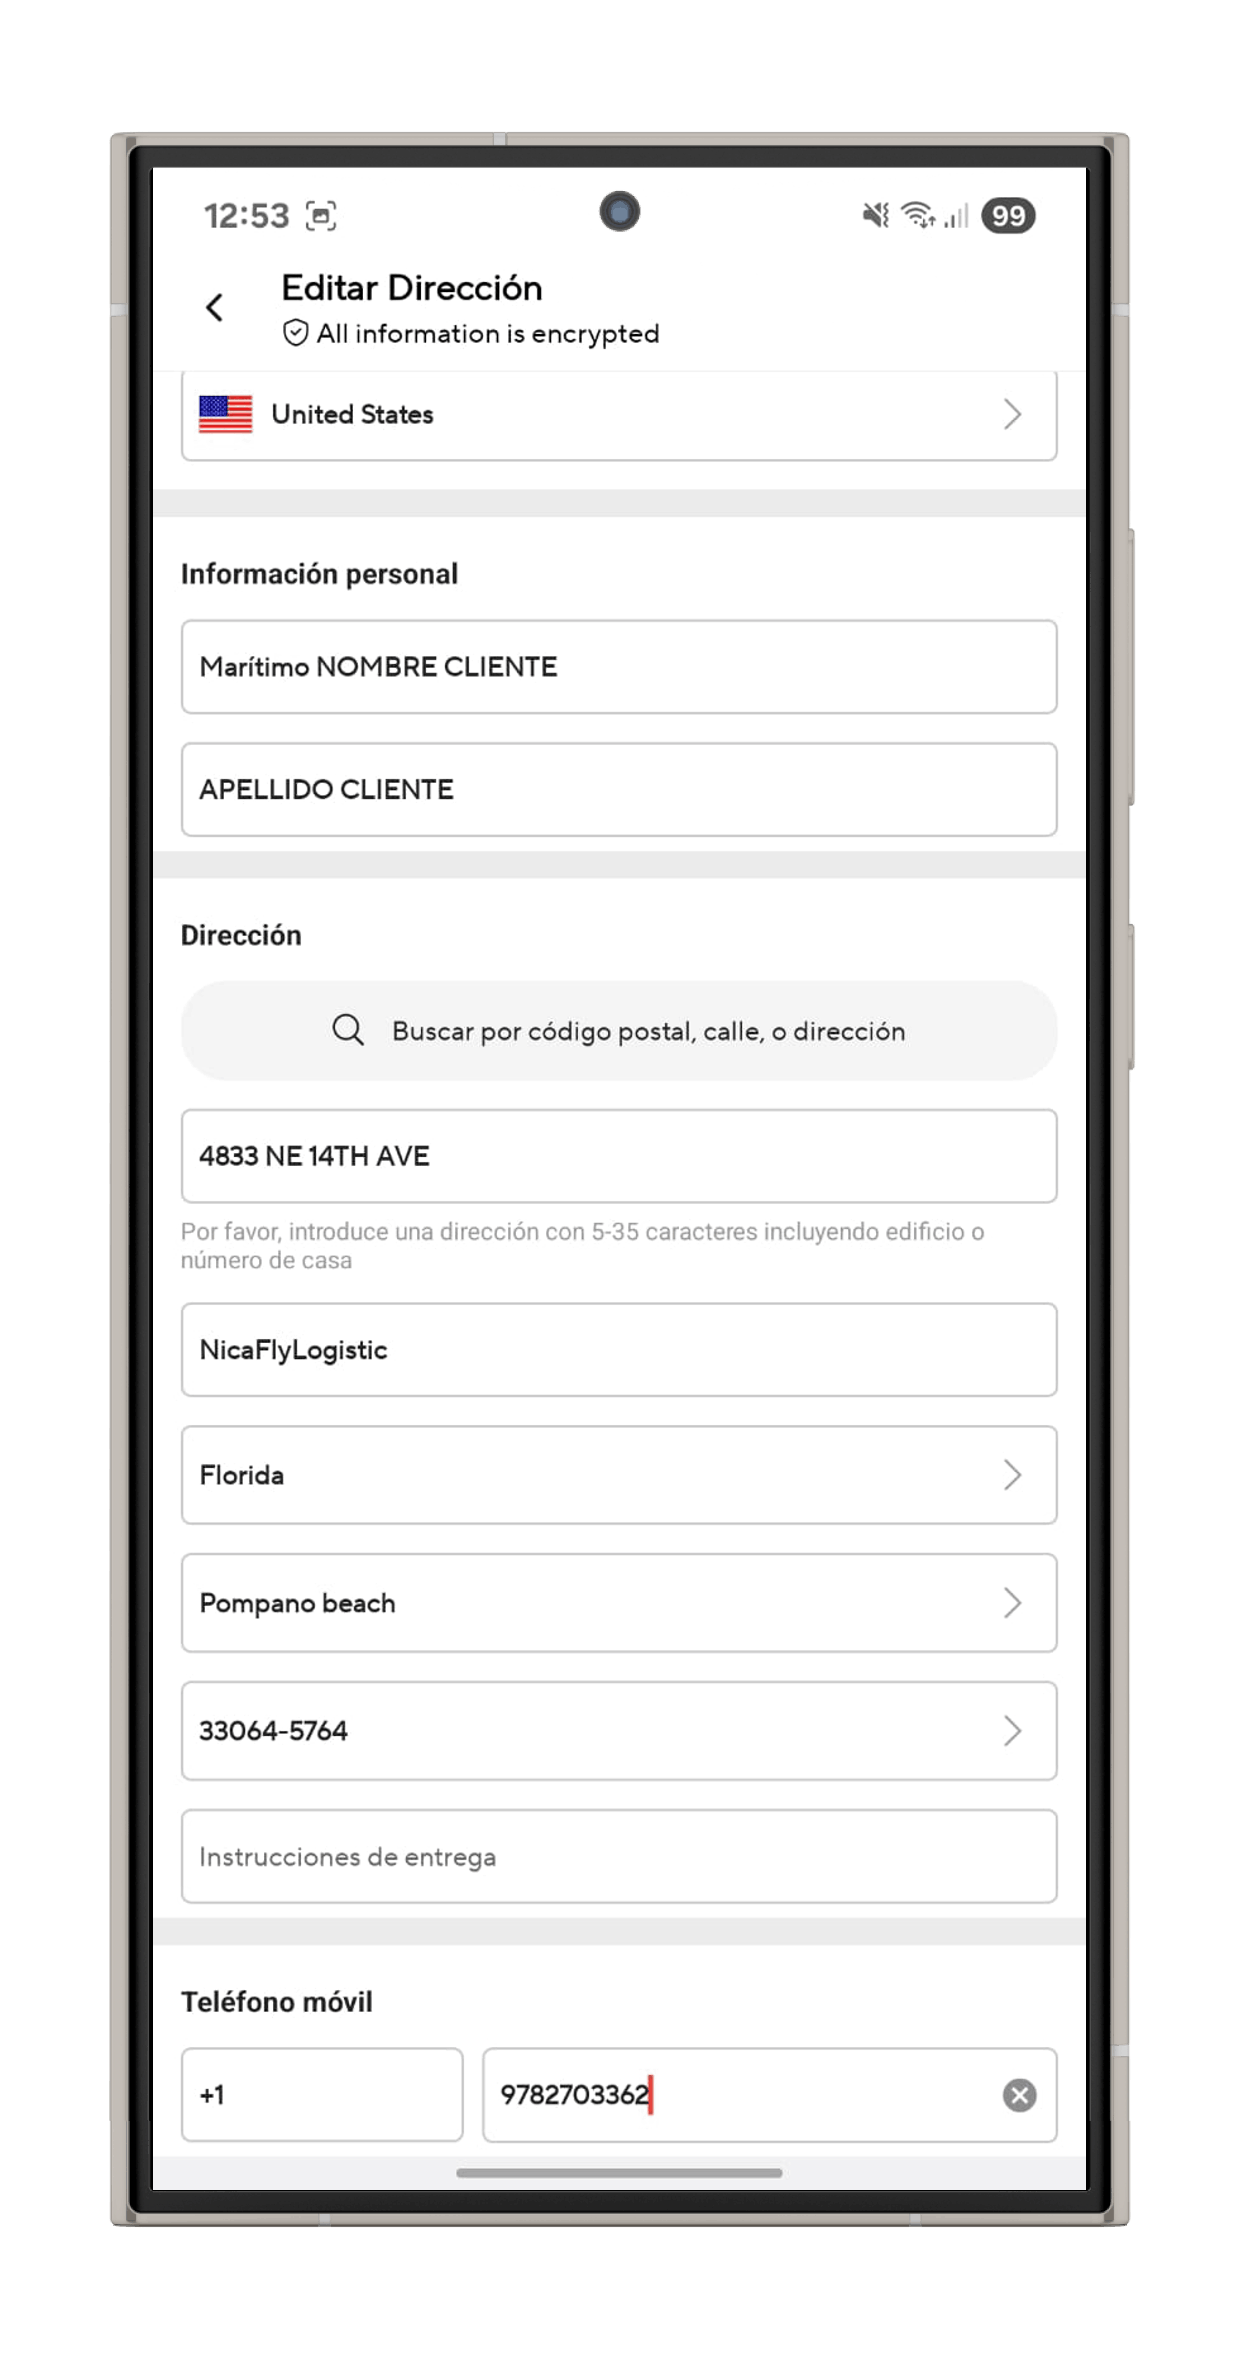 12:53
99
Editar Dirección
All information is encrypted
United States
Información personal
Marítimo NOMBRE CLIENTE
APELLIDO CLIENTE
Dirección
Buscar por código postal, calle, o dirección
4833 NE 14TH AVE
Por favor, introduce una dirección con 5-35 caracteres incluyendo edificio o
número de casa
NicaFlyLogistic
Florida
Pompano beach
33064-5764
Instrucciones de entrega
Teléfono móvil
+1
9782703362